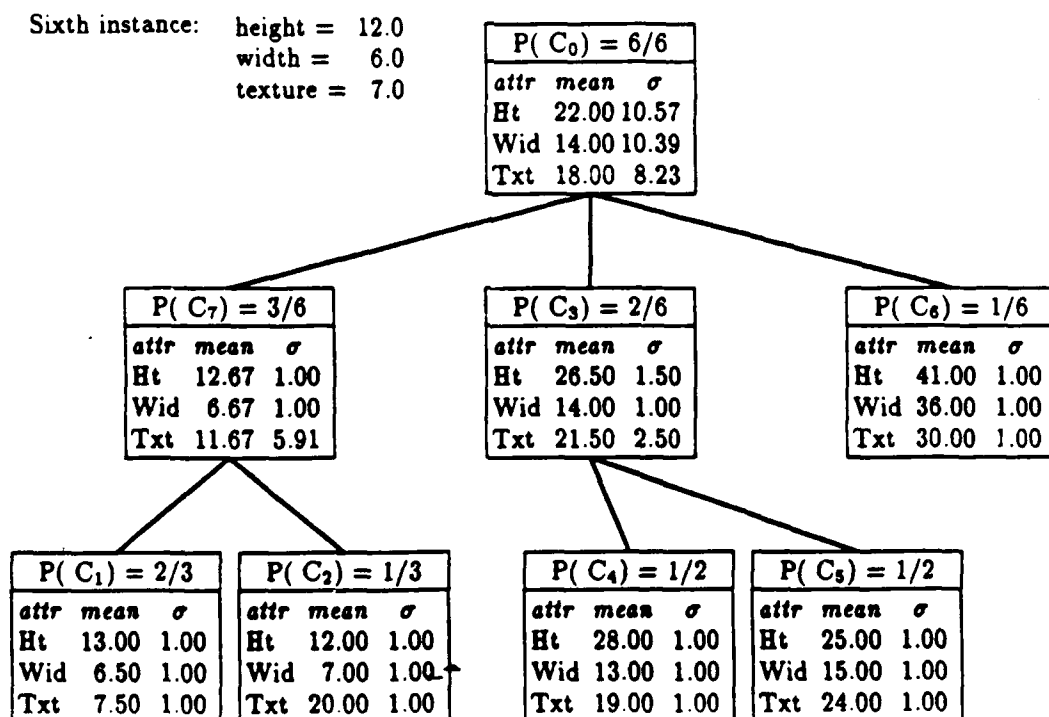 Sixth instance: height = 12.0
width = 6.0
texture = 7.0
P( C₀) = 6/6
attr mean σ
Ht 22.00 10.57
Wid 14.00 10.39
Txt 18.00 8.23
P( C₇) = 3/6
attr mean σ
Ht 12.67 1.00
Wid 6.67 1.00
Txt 11.67 5.91
P( C₃) = 2/6
attr mean σ
Ht 26.50 1.50
Wid 14.00 1.00
Txt 21.50 2.50
P( C₆) = 1/6
attr mean σ
Ht 41.00 1.00
Wid 36.00 1.00
Txt 30.00 1.00
P( C₁) = 2/3
attr mean σ
Ht 13.00 1.00
Wid 6.50 1.00
Txt 7.50 1.00
P( C₂) = 1/3
attr mean σ
Ht 12.00 1.00
Wid 7.00 1.00
Txt 20.00 1.00
P( C₄) = 1/2
attr mean σ
Ht 28.00 1.00
Wid 13.00 1.00
Txt 19.00 1.00
P( C₅) = 1/2
attr mean σ
Ht 25.00 1.00
Wid 15.00 1.00
Txt 24.00 1.00